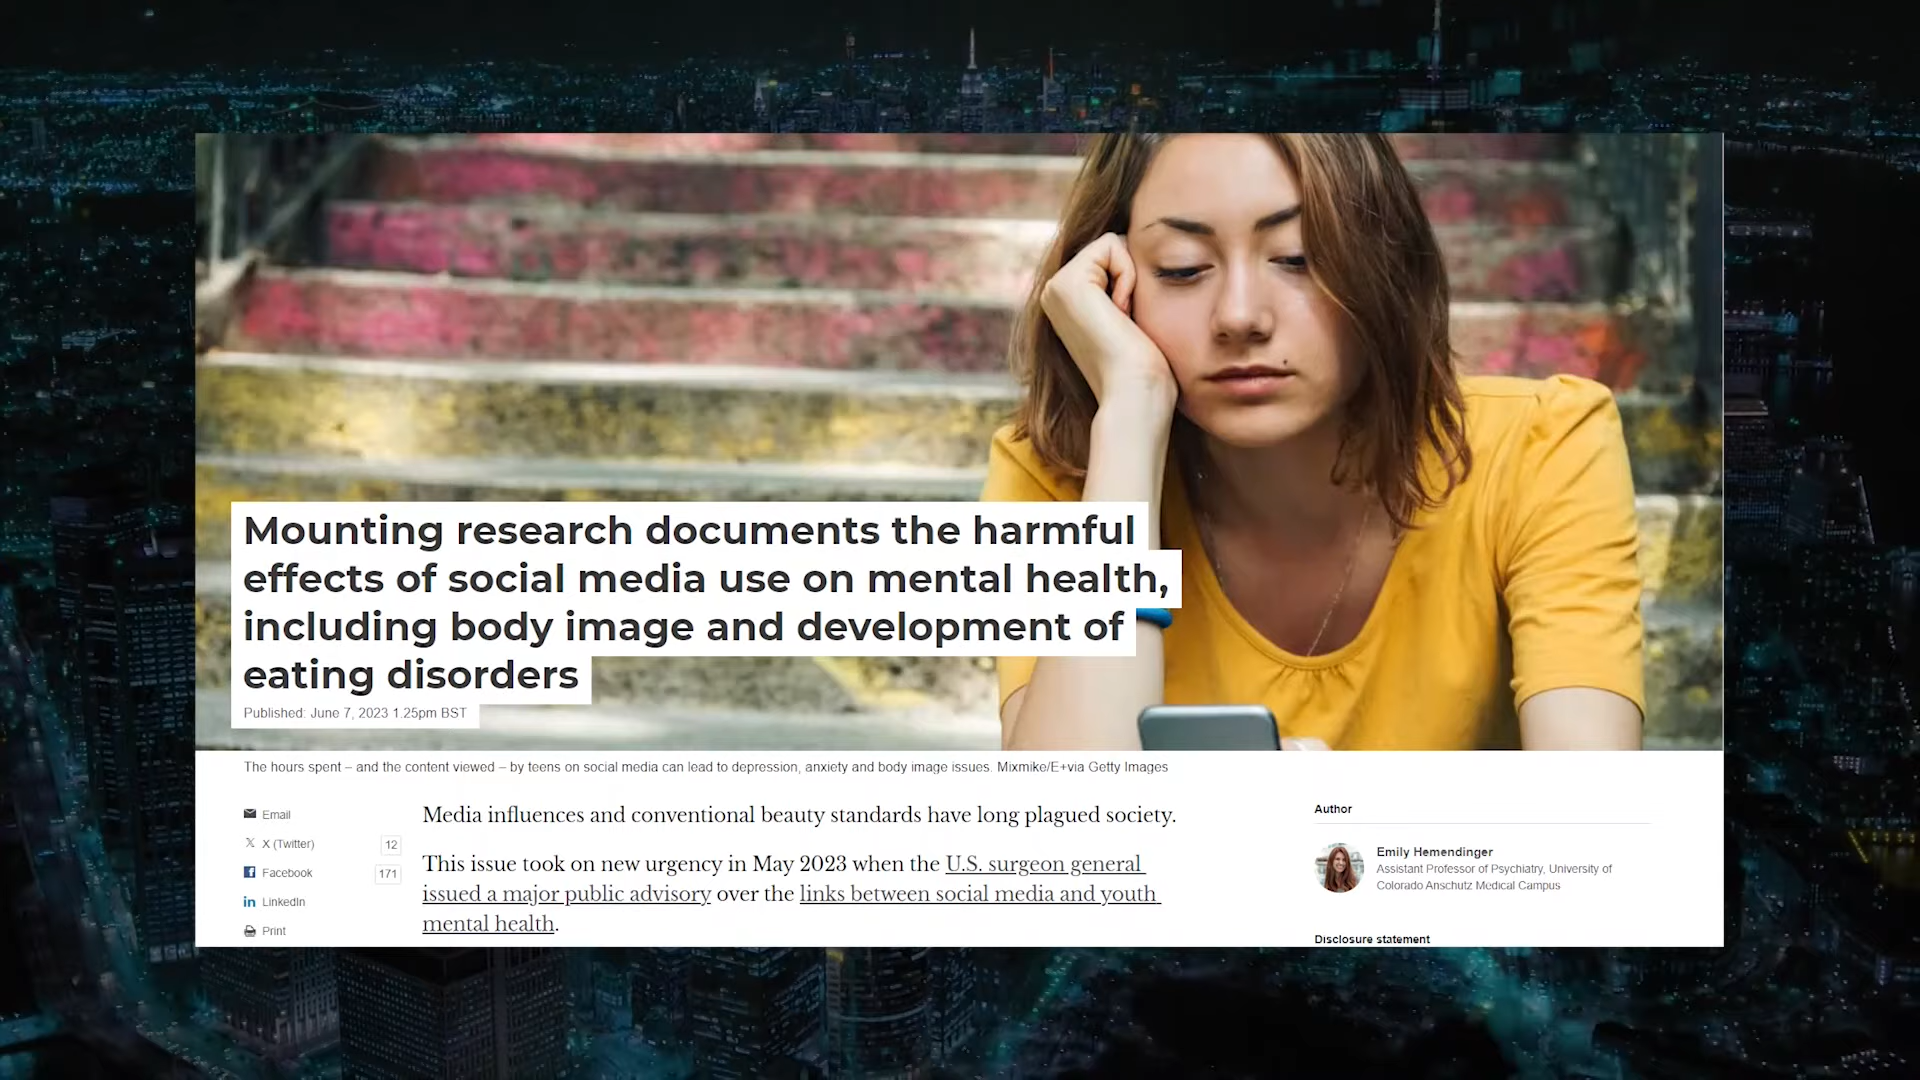 Mounting research documents the harmful
effects of social media use on mental health,
including body image and development of
eating disorders
Published: June 7, 2023 1.25pm BST
The hours spent – and the content viewed – by teens on social media can lead to depression, anxiety and body image issues. Mixmike/E+via Getty Images
Email
X (Twitter)
12
Facebook
171
LinkedIn
Print
Media influences and conventional beauty standards have long plagued society.
This issue took on new urgency in May 2023 when the U.S. surgeon general
issued a major public advisory over the links between social media and youth
mental health.
Author
Emily Hemendinger
Assistant Professor of Psychiatry, University of
Colorado Anschutz Medical Campus
Disclosure statement